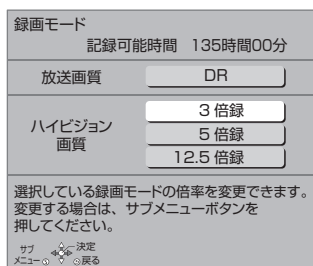 録画モード
記録可能時間 135時間00分
放送画質 DR
ハイビジョン
画質
3 倍録
5 倍録
12.5 倍録
選択している録画モードの倍率を変更できます。
変更する場合は、サブメニューボタンを
押してください。
サブ 決定
メニュー S 戻る